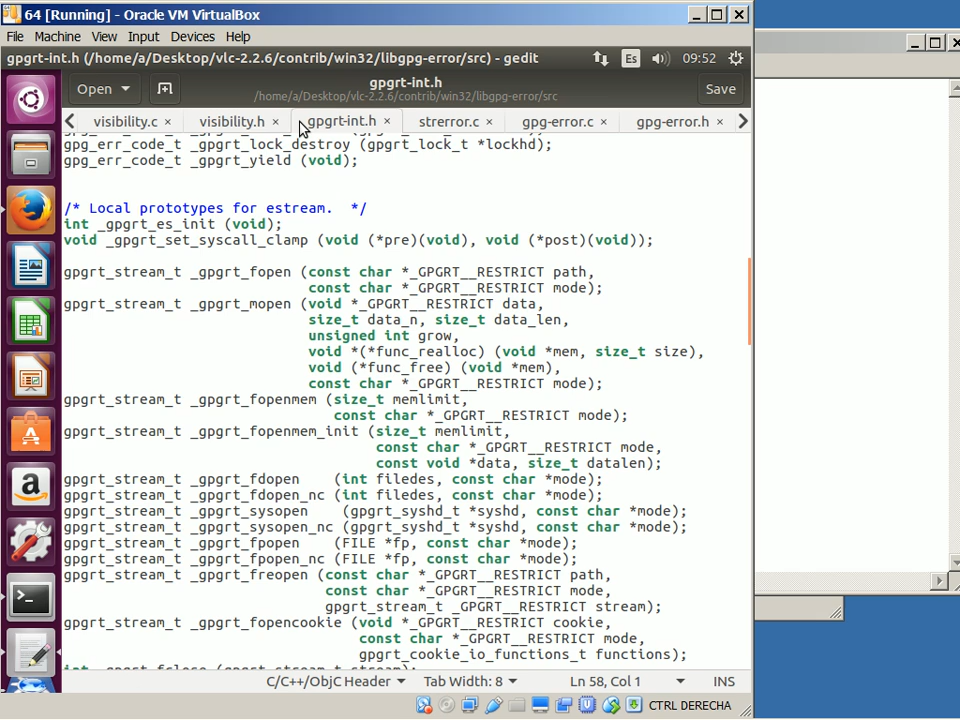 64 [Running] - Oracle VM VirtualBox
File Machine View Input Devices Help
gpgrt-int.h (/home/a/Desktop/vlc-2.2.6/contrib/win32/libgpg-error/src) - gedit
Es
09:52
Open
gpgrt-int.h
/home/a/Desktop/vlc-2.2.6/contrib/win32/libgpg-error/src
Save
visibility.c × visibility.h × gpgrt-int.h × strerror.c × gpg-error.c × gpg-error.h ×
gpg_err_code_t _gpgrt_lock_destroy (gpgrt_lock_t *lockhd);
gpg_err_code_t _gpgrt_yield (void);
/* Local prototypes for estream.  */
int _gpgrt_es_init (void);
void _gpgrt_set_syscall_clamp (void (*pre)(void), void (*post)(void));
gpgrt_stream_t _gpgrt_fopen (const char *_GPGRT__RESTRICT path,
const char *_GPGRT__RESTRICT mode);
gpgrt_stream_t _gpgrt_mopen (void *_GPGRT__RESTRICT data,
size_t data_n, size_t data_len,
unsigned int grow,
void *(*func_realloc) (void *mem, size_t size),
void (*func_free) (void *mem),
const char *_GPGRT__RESTRICT mode);
gpgrt_stream_t _gpgrt_fopenmem (size_t memlimit,
const char *_GPGRT__RESTRICT mode);
gpgrt_stream_t _gpgrt_fopenmem_init (size_t memlimit,
const char *_GPGRT__RESTRICT mode,
const void *data, size_t datalen);
gpgrt_stream_t _gpgrt_fdopen    (int filedes, const char *mode);
gpgrt_stream_t _gpgrt_fdopen_nc (int filedes, const char *mode);
gpgrt_stream_t _gpgrt_sysopen    (gpgrt_syshd_t *syshd, const char *mode);
gpgrt_stream_t _gpgrt_sysopen_nc (gpgrt_syshd_t *syshd, const char *mode);
gpgrt_stream_t _gpgrt_fpopen    (FILE *fp, const char *mode);
gpgrt_stream_t _gpgrt_fpopen_nc (FILE *fp, const char *mode);
gpgrt_stream_t _gpgrt_freopen (const char *_GPGRT__RESTRICT path,
const char *_GPGRT__RESTRICT mode,
gpgrt_stream_t _GPGRT__RESTRICT stream);
gpgrt_stream_t _gpgrt_fopencookie (void *_GPGRT__RESTRICT cookie,
const char *_GPGRT__RESTRICT mode,
gpgrt_cookie_io_functions_t functions);
int _gpgrt_fclose (gpgrt_stream_t stream);
C/C++/ObjC Header Tab Width: 8 Ln 58, Col 1 INS
CTRL DERECHA